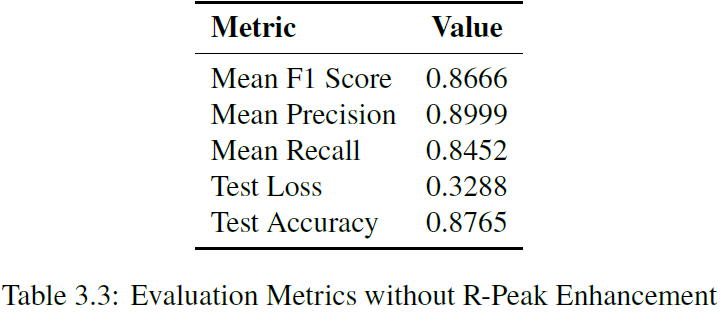 Metric Value
Mean F1 Score 0.8666
Mean Precision 0.8999
Mean Recall 0.8452
Test Loss 0.3288
Test Accuracy 0.8765
Table 3.3: Evaluation Metrics without R-Peak Enhancement